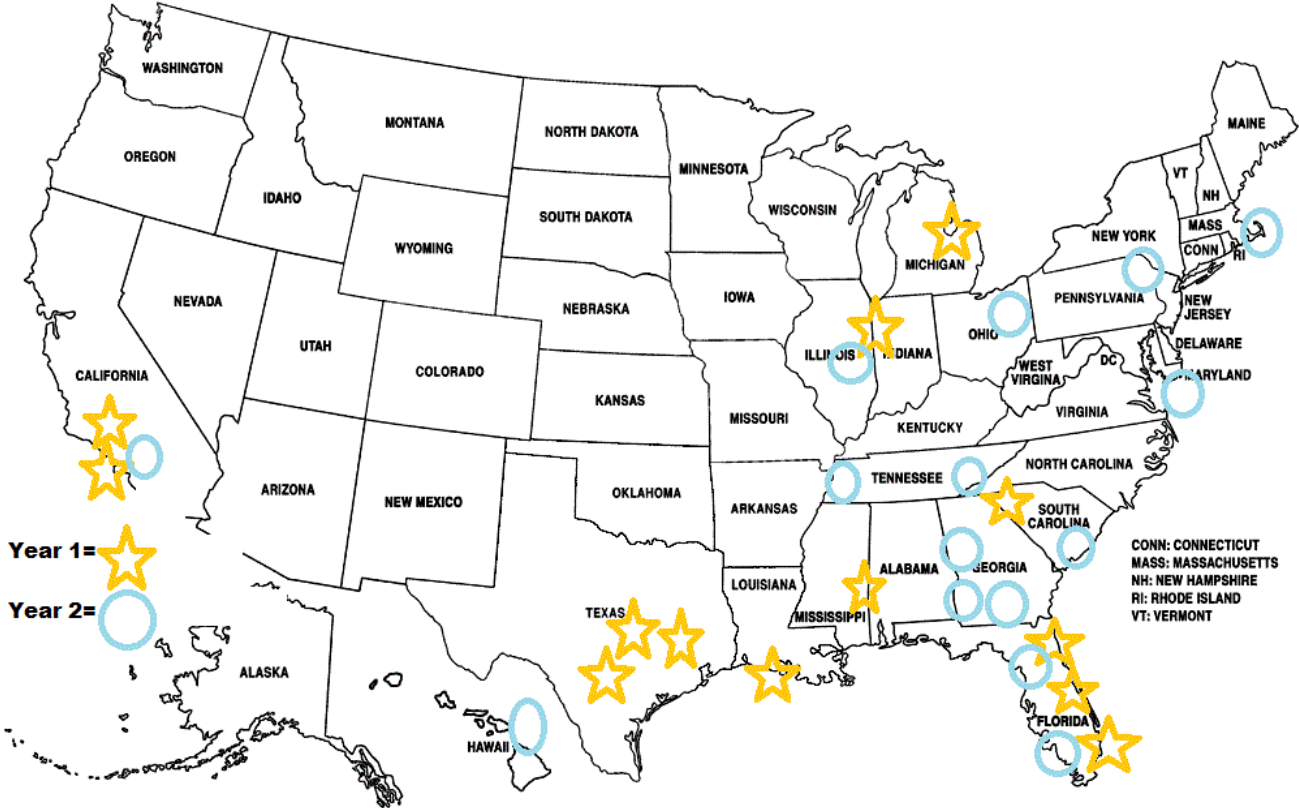 WASHINGTON
MONTANA
NORTH DAKOTA
MINNESOTA
MAINE
OREGON
IDAHO
SOUTH DAKOTA
WISCONSIN
VT
NH
WYOMING
MICHIGAN
NEW YORK
MASS
CONN
RI
NEVADA
NEBRASKA
IOWA
PENNSYLVANIA
NEW
JERSEY
UTAH
COLORADO
ILLINOIS
INDIANA
OHIO
DELAWARE
CALIFORNIA
KANSAS
MISSOURI
WEST
VIRGINIA
DC
MARYLAND
KENTUCKY
VIRGINIA
ARIZONA
NEW MEXICO
OKLAHOMA
ARKANSAS
TENNESSEE
NORTH CAROLINA
SOUTH
CAROLINA
Year 1=
Year 2=
TEXAS
LOUISIANA
MISSISSIPPI
ALABAMA
GEORGIA
CONN: CONNECTICUT
MASS: MASSACHUSETTS
NH: NEW HAMPSHIRE
RI: RHODE ISLAND
VT: VERMONT
ALASKA
HAWAII
FLORIDA